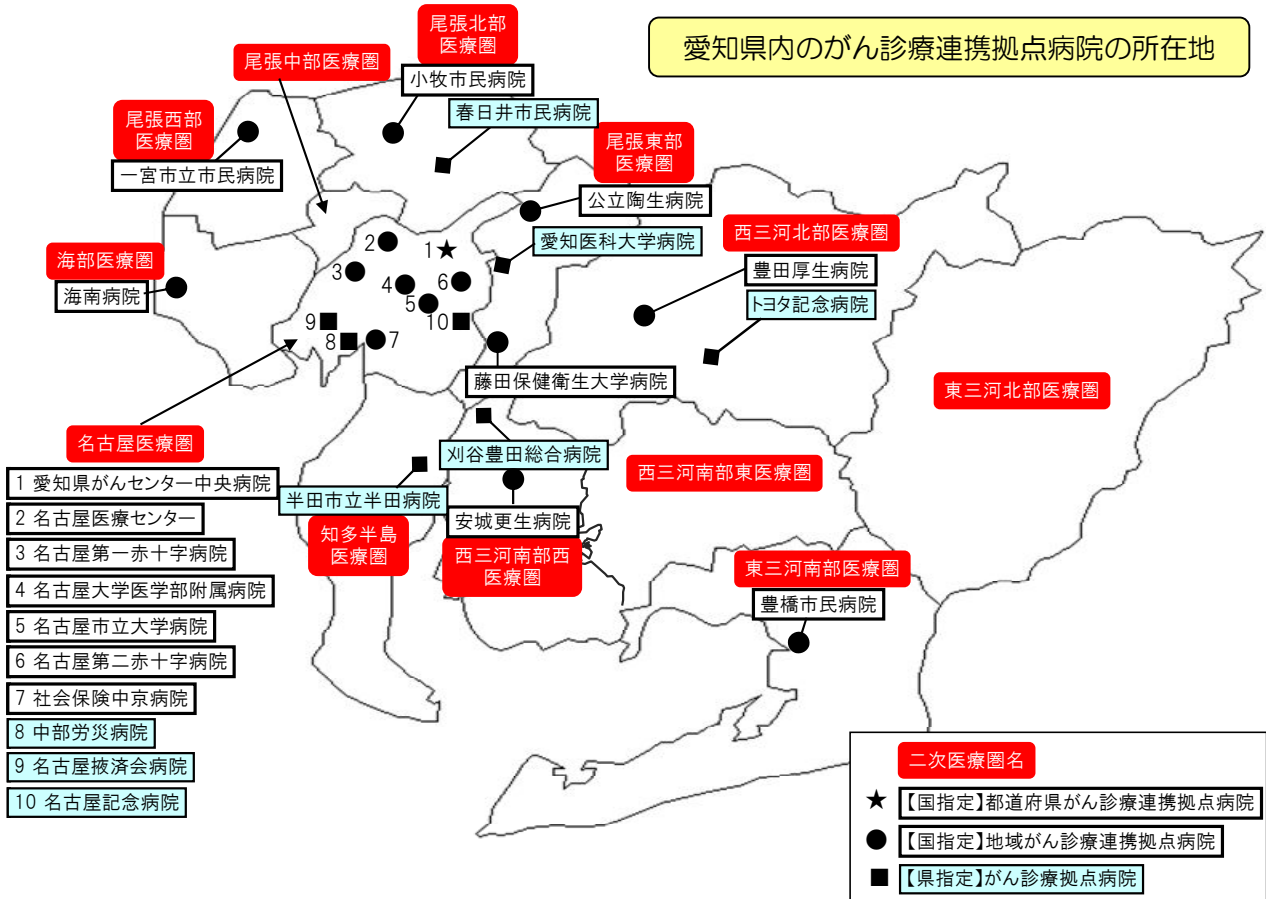 愛知県内のがん診療連携拠点病院の所在地
尾張北部
医療圏
小牧市民病院
春日井市民病院
尾張中部医療圏
尾張西部
医療圏
一宮市立市民病院
尾張東部
医療圏
公立陶生病院
愛知医科大学病院
西三河北部医療圏
豊田厚生病院
トヨタ記念病院
海部医療圏
海南病院
1
2
3
4
5
6
7
8
9
10
藤田保健衛生大学病院
東三河北部医療圏
名古屋医療圏
1 愛知県がんセンター中央病院
2 名古屋医療センター
3 名古屋第一赤十字病院
4 名古屋大学医学部附属病院
5 名古屋市立大学病院
6 名古屋第二赤十字病院
7 社会保険中京病院
8 中部労災病院
9 名古屋掖済会病院
10 名古屋記念病院
刈谷豊田総合病院
半田市立半田病院
知多半島
医療圏
安城更生病院
西三河南部西
医療圏
西三河南部東医療圏
東三河南部医療圏
豊橋市民病院
二次医療圏名
★ 【国指定】都道府県がん診療連携拠点病院
● 【国指定】地域がん診療連携拠点病院
■ 【県指定】がん診療拠点病院